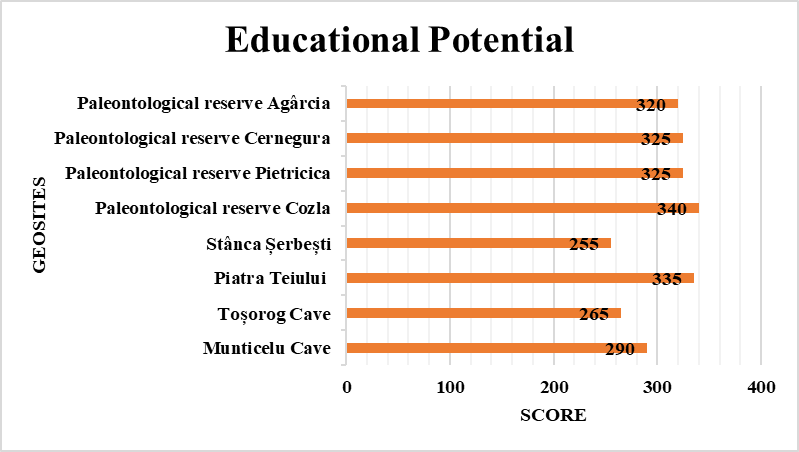 Educational Potential
GEOSITES
Paleontological reserve Agârcia 320
Paleontological reserve Cernegura 325
Paleontological reserve Pietricica 325
Paleontological reserve Cozla 340
Stânca Șerbești 255
Piatra Teiului 335
Toșorog Cave 265
Munticelu Cave 290
0 100 200 300 400
SCORE